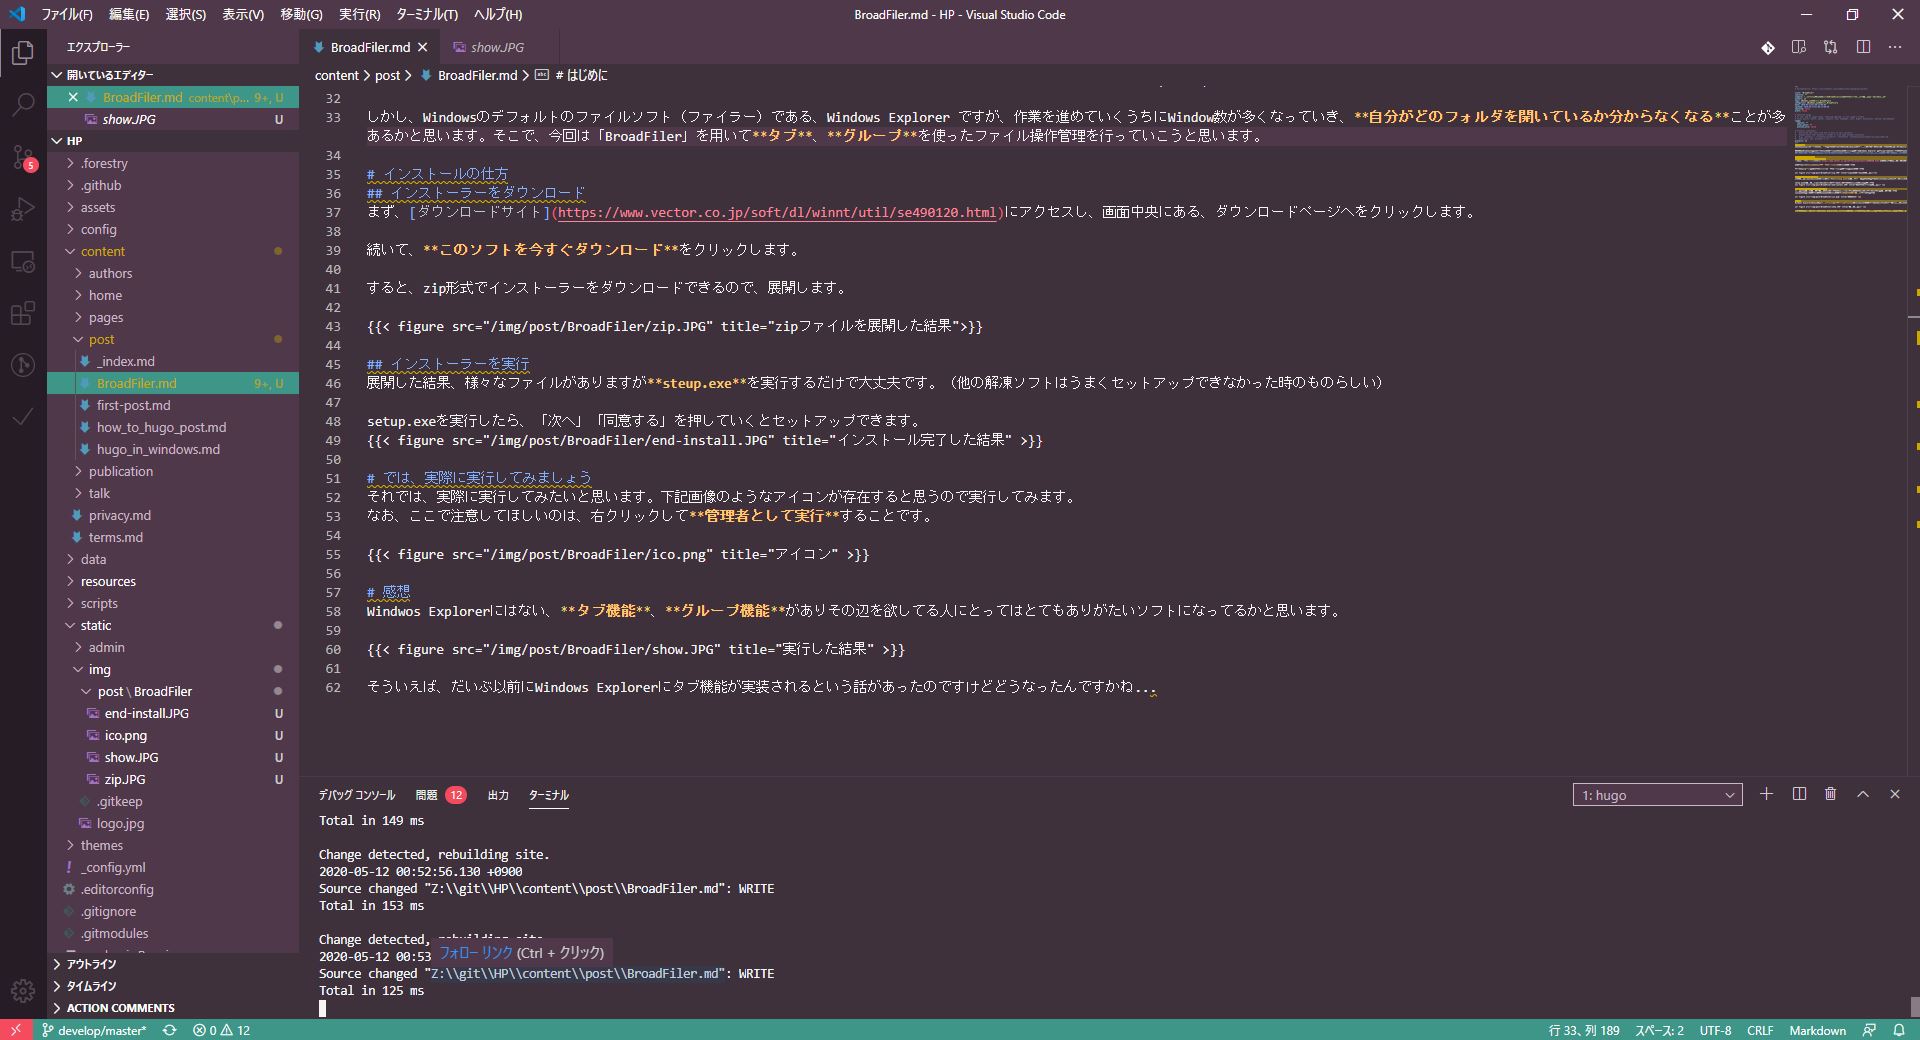 ファイル(F) 編集(E) 選択(S) 表示(V) 移動(G) 実行(R) ターミナル(T) ヘルプ(H)
BroadFiler.md - HP - Visual Studio Code
エクスプローラー
開いているエディター
BroadFiler.md content\p... 9+, U
show.JPG U
HP
.forestry
.github
assets
config
content
authors
home
pages
post
_index.md
BroadFiler.md 9+, U
first-post.md
how_to_hugo_post.md
hugo_in_windows.md
publication
talk
privacy.md
terms.md
data
resources
scripts
static
admin
img
post \ BroadFiler
end-install.JPG U
ico.png U
show.JPG U
zip.JPG U
.gitkeep
logo.jpg
themes
_config.yml
.editorconfig
.gitignore
.gitmodules
アウトライン
タイムライン
ACTION COMMENTS
5
BroadFiler.md
show.JPG
content > post > BroadFiler.md > # はじめに
32
33 しかし、Windowsのデフォルトのファイルソフト（ファイラー）である、Windows Explorer ですが、作業を進めていくうちにWindow数が多くなっていき、**自分がどのフォルダを開いているか分からなくなる**ことが多
あるかと思います。そこで、今回は「BroadFiler」を用いて**タブ**、**グループ**を使ったファイル操作管理を行っていこうと思います。
34
35 # インストールの仕方
36 ## インストーラーをダウンロード
37 まず、[ダウンロードサイト](https://www.vector.co.jp/soft/dl/winnt/util/se490120.html)にアクセスし、画面中央にある、ダウンロードページへをクリックします。
38
39 続いて、**このソフトを今すぐダウンロード**をクリックします。
40
41 すると、zip形式でインストーラーをダウンロードできるので、展開します。
42
43 {{< figure src="/img/post/BroadFiler/zip.JPG" title="zipファイルを展開した結果">}}
44
45 ## インストーラーを実行
46 展開した結果、様々なファイルがありますが**steup.exe**を実行するだけで大丈夫です。（他の解凍ソフトはうまくセットアップできなかった時のものらしい）
47
48 setup.exeを実行したら、「次へ」「同意する」を押していくとセットアップできます。
49 {{< figure src="/img/post/BroadFiler/end-install.JPG" title="インストール完了した結果" >}}
50
51 # では、実際に実行してみましょう
52 それでは、実際に実行してみたいと思います。下記画像のようなアイコンが存在すると思うので実行してみます。
53 なお、ここで注意してほしいのは、右クリックして**管理者として実行**することです。
54
55 {{< figure src="/img/post/BroadFiler/ico.png" title="アイコン" >}}
56
57 # 感想
58 Windwos Explorerにはない、**タブ機能**、**グループ機能**がありその辺を欲してる人にとってはとてもありがたいソフトになってるかと思います。
59
60 {{< figure src="/img/post/BroadFiler/show.JPG" title="実行した結果" >}}
61
62 そういえば、だいぶ以前にWindows Explorerにタブ機能が実装されるという話があったのですけどどうなったんですかね...
デバッグ コンソール 問題 12 出力 ターミナル
1: hugo
Total in 149 ms
Change detected, rebuilding site.
2020-05-12 00:52:56.130 +0900
Source changed "Z:\\git\\HP\\content\\post\\BroadFiler.md": WRITE
Total in 153 ms
Change detected, rebuilding site.
2020-05-12 00:53
フォロー リンク (Ctrl + クリック)
Source changed "Z:\\git\\HP\\content\\post\\BroadFiler.md": WRITE
Total in 125 ms
develop/master* 0 12
行 33、列 189 スペース: 2 UTF-8 CRLF Markdown